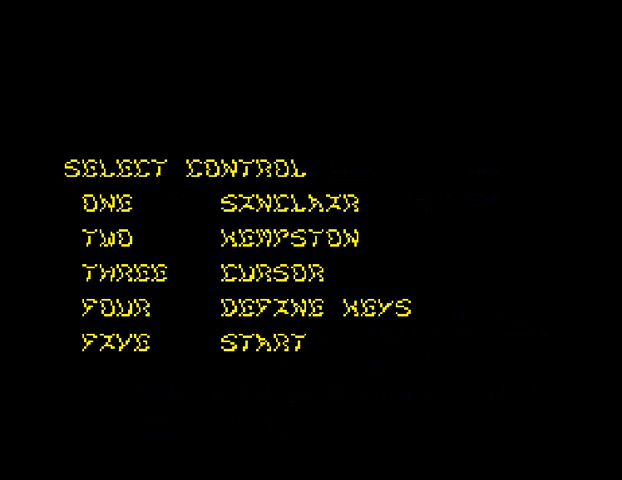 SELECT CONTROL
ONE SINCLAIR
TWO KEMPSTON
THREE CURSOR
FOUR DEFINE KEYS
FIVE START